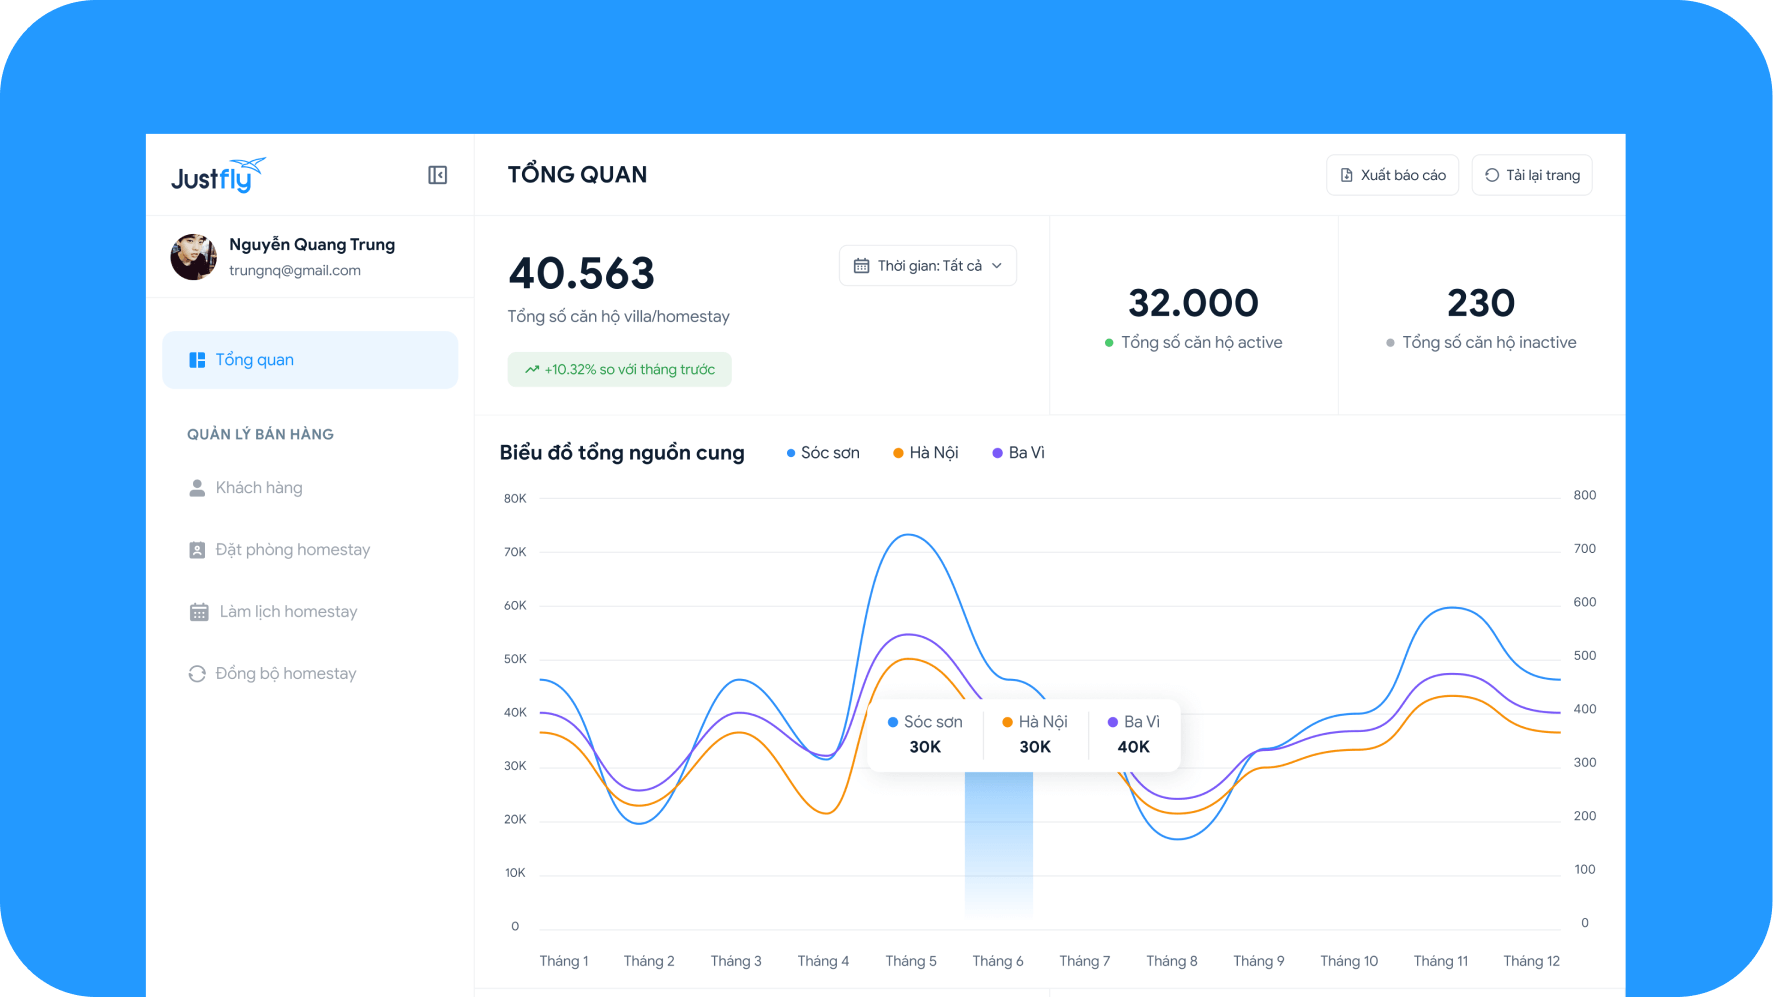 Justfly
TỔNG QUAN
Xuất báo cáo
Tải lại trang
Nguyễn Quang Trung
trungnq@gmail.com
Tổng quan
QUẢN LÝ BÁN HÀNG
Khách hàng
Đặt phòng homestay
Làm lịch homestay
Đồng bộ homestay
40.563
Tổng số căn hộ villa/homestay
+10.32% so với tháng trước
Thời gian: Tất cả
32.000
Tổng số căn hộ active
230
Tổng số căn hộ inactive
Biểu đồ tổng nguồn cung
Sóc sơn
Hà Nội
Ba Vì
80K
70K
60K
50K
40K
30K
20K
10K
0
800
700
600
500
400
300
200
100
0
Sóc sơn
30K
Hà Nội
30K
Ba Vì
40K
Tháng 1
Tháng 2
Tháng 3
Tháng 4
Tháng 5
Tháng 6
Tháng 7
Tháng 8
Tháng 9
Tháng 10
Tháng 11
Tháng 12